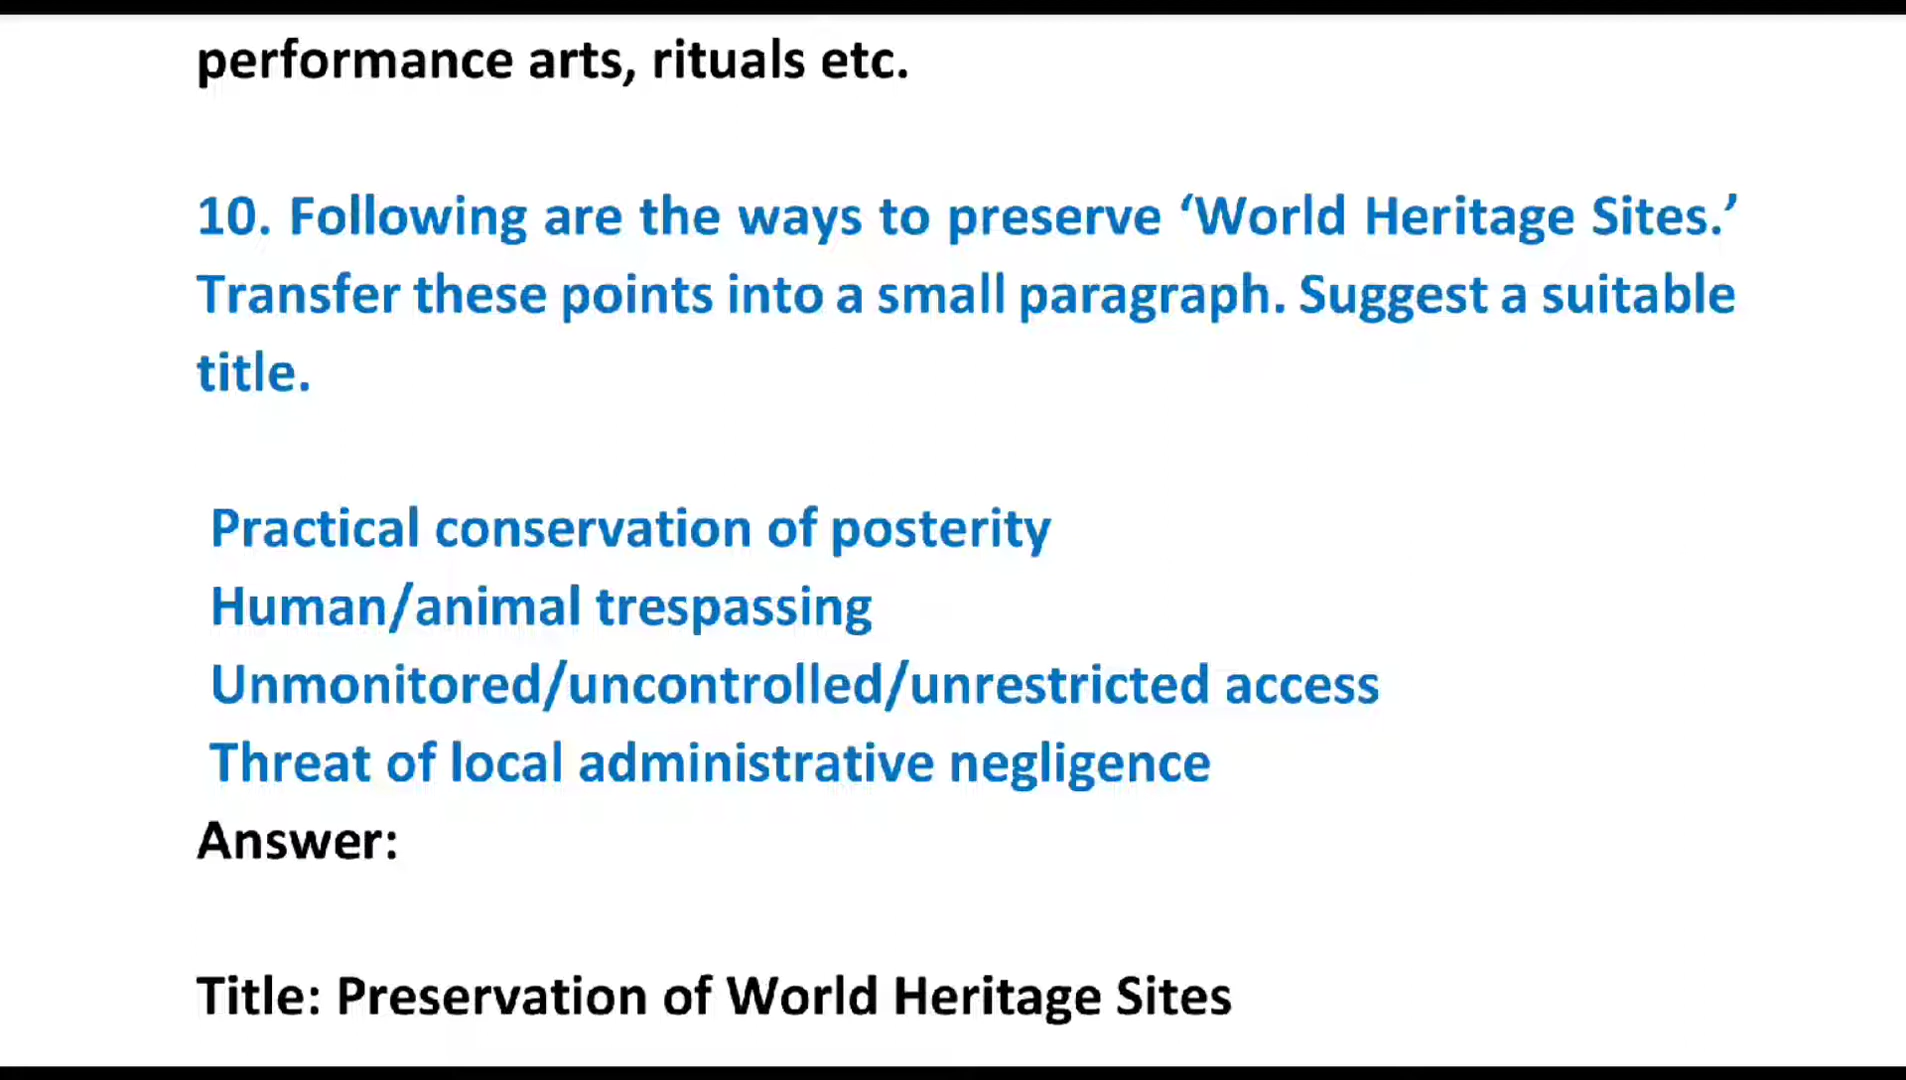 performance arts, rituals etc.
10. Following are the ways to preserve ‘World Heritage Sites.’
Transfer these points into a small paragraph. Suggest a suitable
title.
Practical conservation of posterity
Human/animal trespassing
Unmonitored/uncontrolled/unrestricted access
Threat of local administrative negligence
Answer:
Title: Preservation of World Heritage Sites